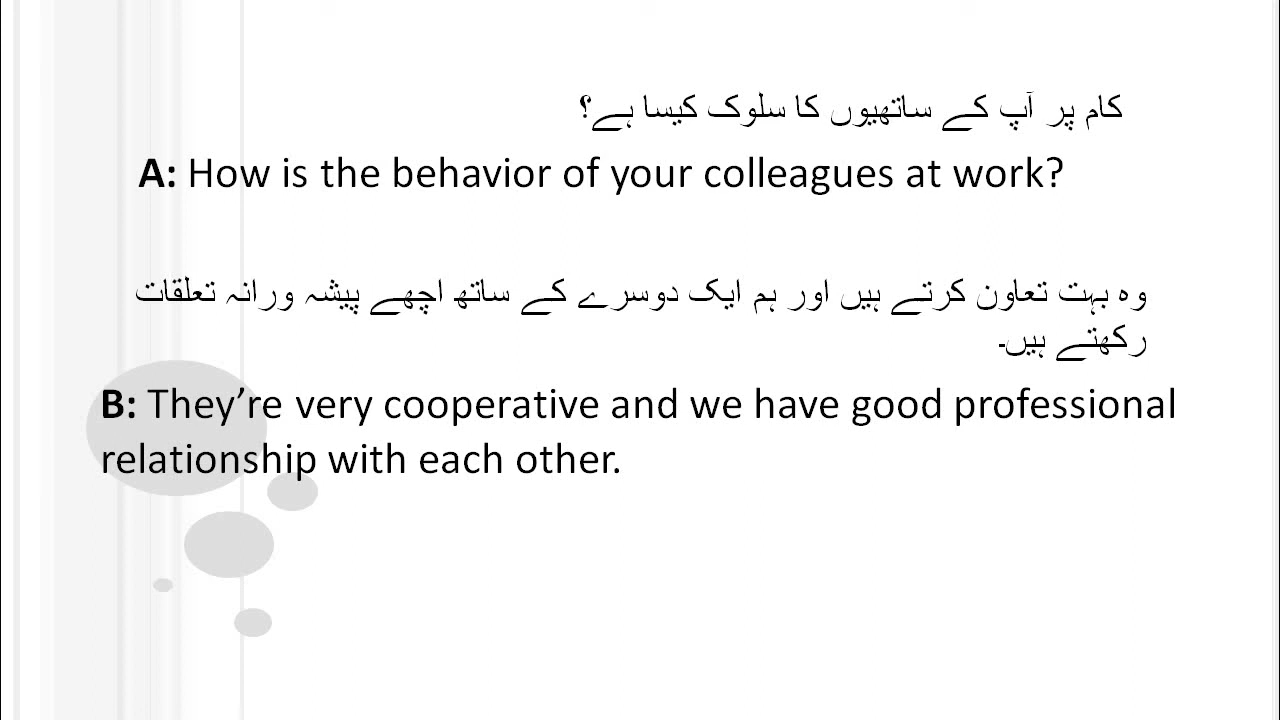 کام پر آپ کے ساتھیوں کا سلوک کیسا ہے؟
A: How is the behavior of your colleagues at work?
وہ بہت تعاون کرتے ہیں اور ہم ایک دوسرے کے ساتھ اچھے پیشہ ورانہ تعلقات
رکھتے ہیں۔
B: They’re very cooperative and we have good professional
relationship with each other.